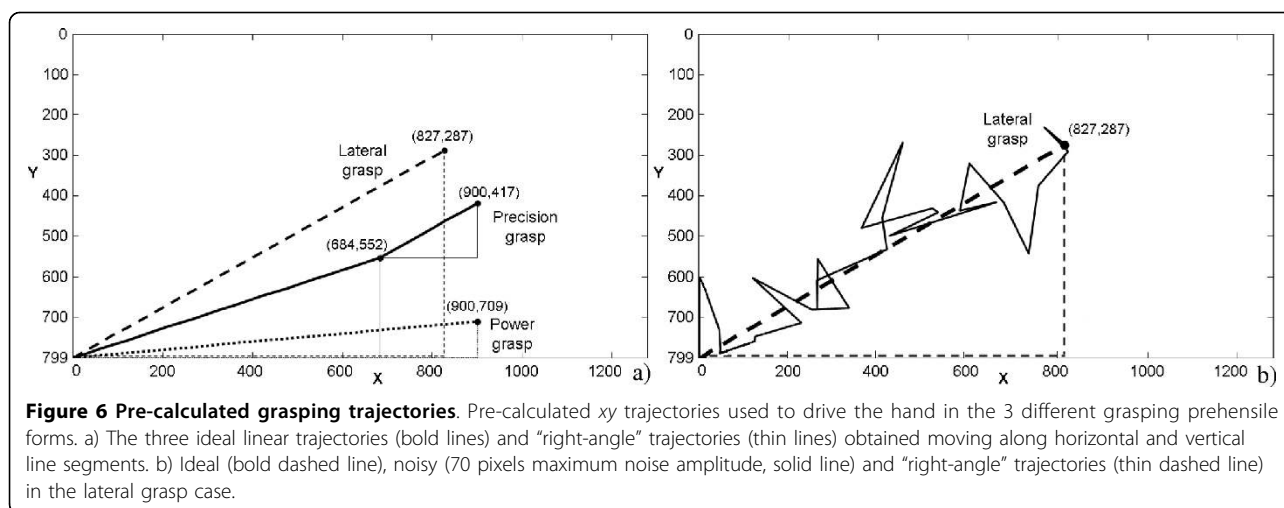 0
100
200
300
400
500
600
700
799
Y
0
200
400
600
800
1000
1200
X
(827,287)
Lateral
grasp
(900,417)
Precision
grasp
(684,552)
(900,709)
Power
grasp
a)
0
100
200
300
400
500
600
700
799
Y
0
200
400
600
800
1000
1200
X
Lateral
grasp
(827,287)
b)
Figure 6 Pre-calculated grasping trajectories. Pre-calculated xy trajectories used to drive the hand in the 3 different grasping prehensile
forms. a) The three ideal linear trajectories (bold lines) and “right-angle” trajectories (thin lines) obtained moving along horizontal and vertical
line segments. b) Ideal (bold dashed line), noisy (70 pixels maximum noise amplitude, solid line) and “right-angle” trajectories (thin dashed line)
in the lateral grasp case.